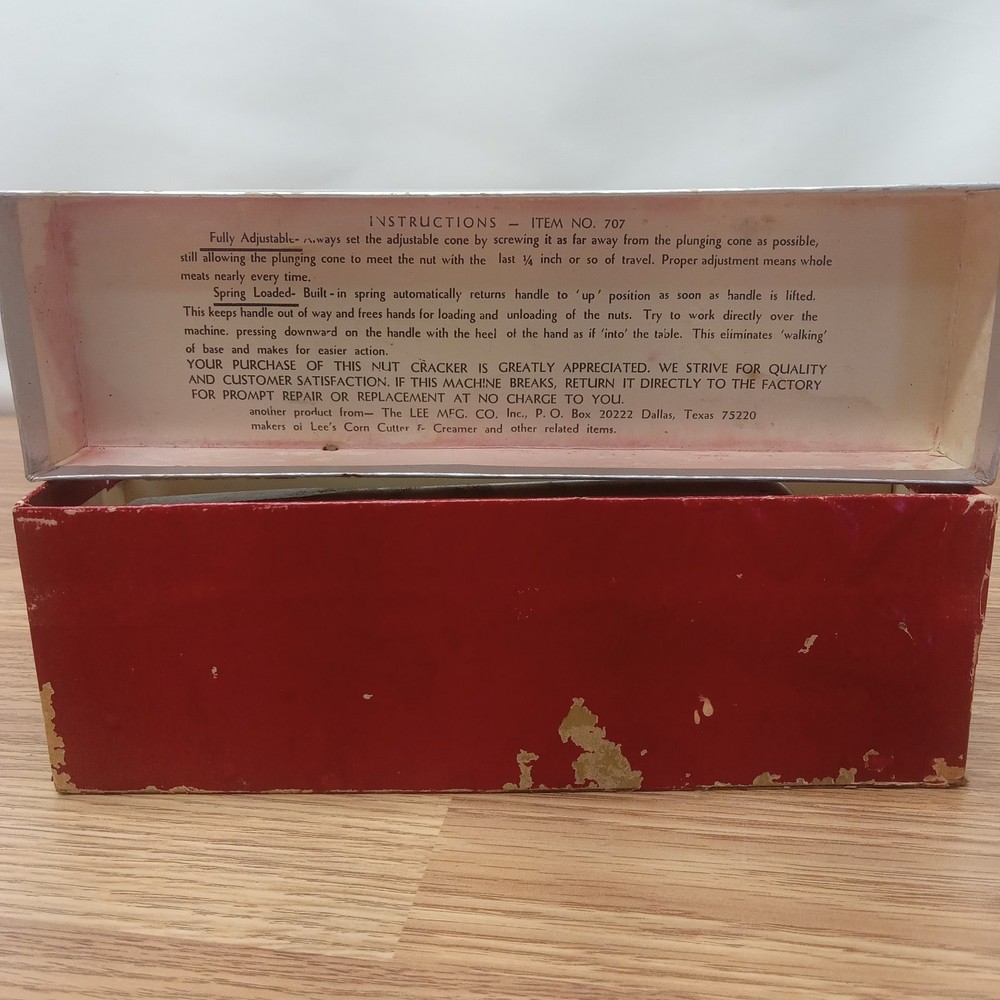 INSTRUCTIONS — ITEM NO. 707
Fully Adjustable- Always set the adjustable cone by screwing it as far away from the plunging cone as possible,
still allowing the plunging cone to meet the nut with the last ¼ inch or so of travel. Proper adjustment means whole
meats nearly every time.
Spring Loaded- Built-in spring automatically returns handle to 'up' position as soon as handle is lifted.
This keeps handle out of way and frees hands for loading and unloading of the nuts. Try to work directly over the
machine. pressing downward on the handle with the heel of the hand as if 'into' the table. This eliminates 'walking'
of base and makes for easier action.
YOUR PURCHASE OF THIS NUT CRACKER IS GREATLY APPRECIATED. WE STRIVE FOR QUALITY
AND CUSTOMER SATISFACTION. IF THIS MACHINE BREAKS, RETURN IT DIRECTLY TO THE FACTORY
FOR PROMPT REPAIR OR REPLACEMENT AT NO CHARGE TO YOU.
another product from— The LEE MFG. CO. Inc., P. O. Box 20222 Dallas, Texas 75220
makers of Lee's Corn Cutter & Creamer and other related items.